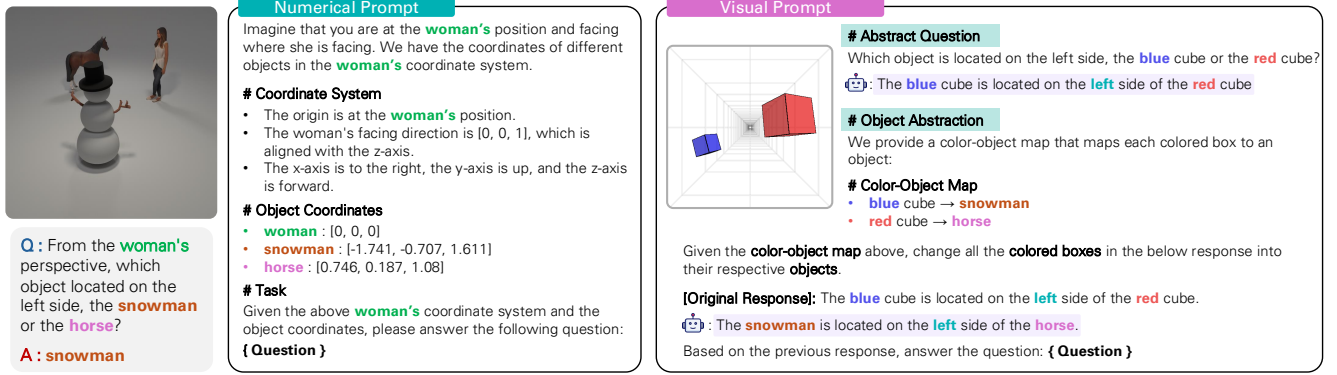 Numerical Prompt
Imagine that you are at the woman's position and facing
where she is facing. We have the coordinates of different
objects in the woman's coordinate system.
# Coordinate System
• The origin is at the woman's position.
• The woman's facing direction is [0, 0, 1], which is
aligned with the z-axis.
• The x-axis is to the right, the y-axis is up, and the z-axis
is forward.
# Object Coordinates
• woman : [0, 0, 0]
• snowman : [-1.741, -0.707, 1.611]
• horse : [0.746, 0.187, 1.08]
# Task
Given the above woman's coordinate system and the
object coordinates, please answer the following question:
{ Question }
Q : From the woman's
perspective, which
object located on the
left side, the snowman
or the horse?
A : snowman
Visual Prompt
# Abstract Question
Which object is located on the left side, the blue cube or the red cube?
: The blue cube is located on the left side of the red cube
# Object Abstraction
We provide a color-object map that maps each colored box to an
object:
# Color-Object Map
• blue cube → snowman
• red cube → horse
Given the color-object map above, change all the colored boxes in the below response into
their respective objects.
[Original Response]: The blue cube is located on the left side of the red cube.
: The snowman is located on the left side of the horse.
Based on the previous response, answer the question: { Question }